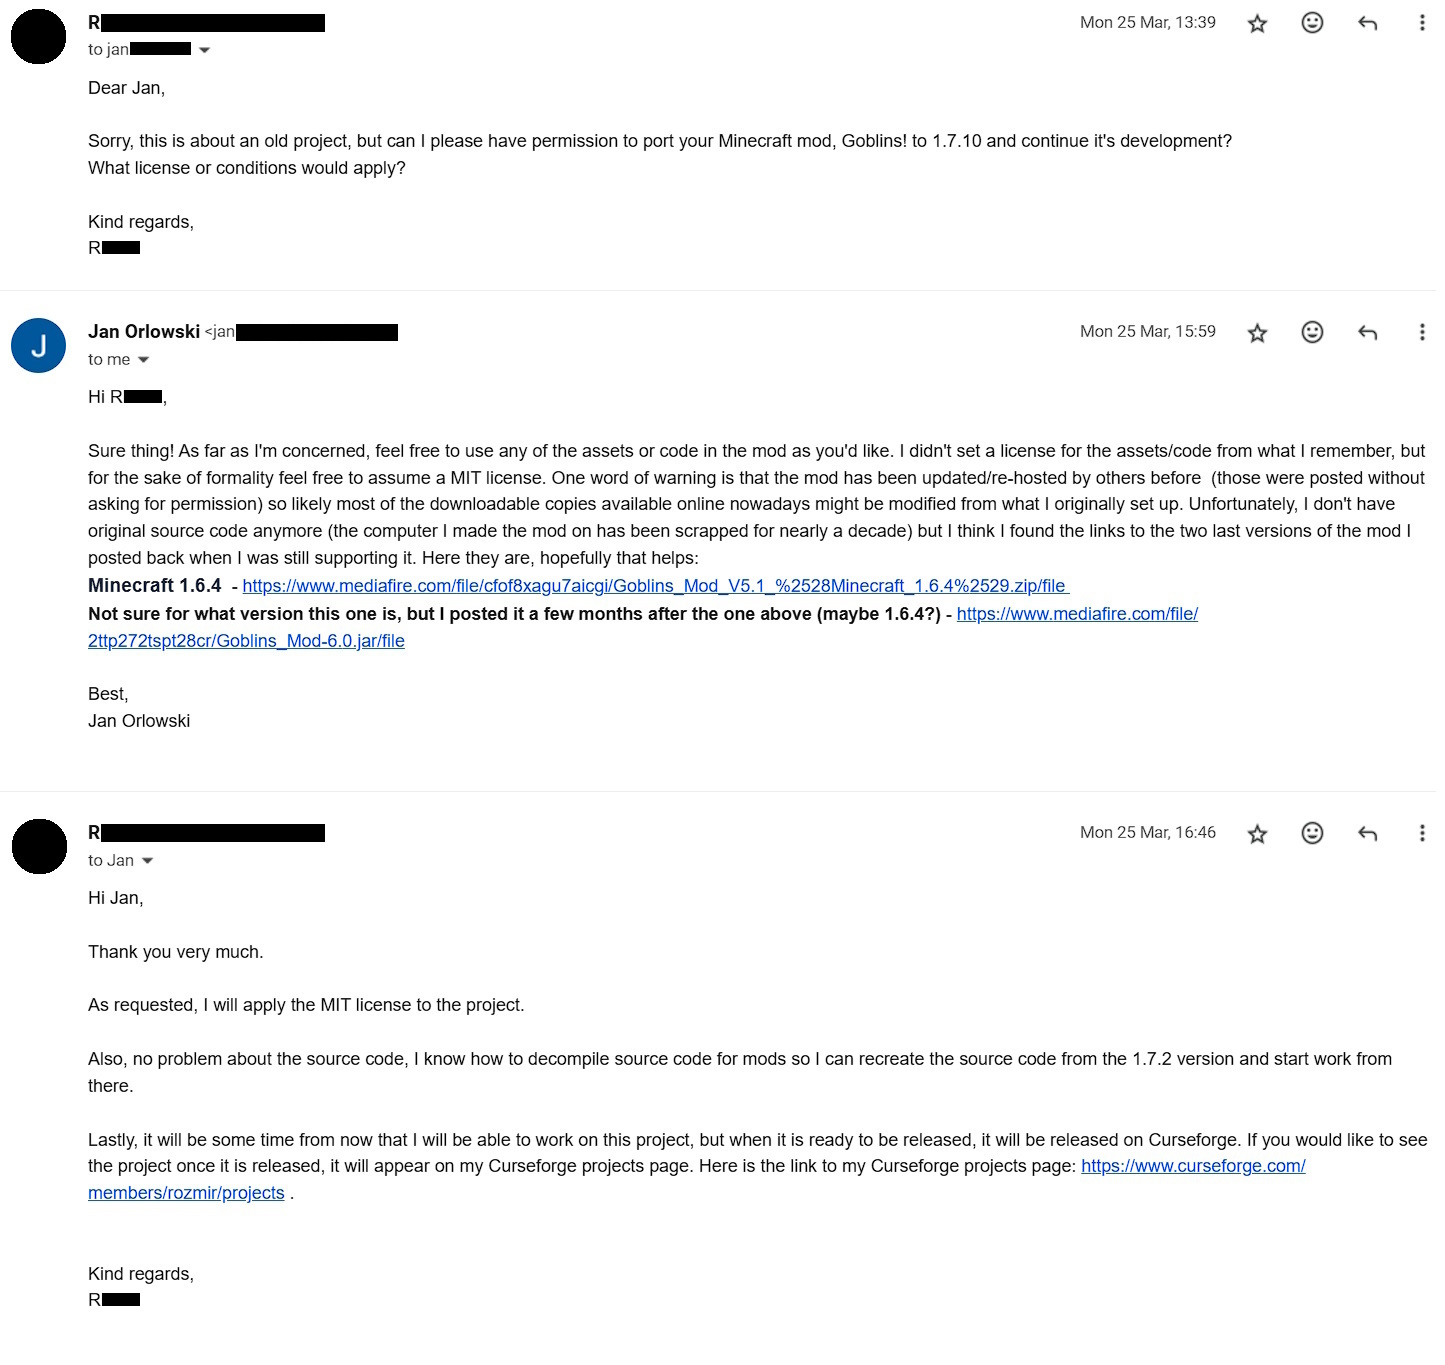 R
Mon 25 Mar, 13:39
to jan
Dear Jan,
Sorry, this is about an old project, but can I please have permission to port your Minecraft mod, Goblins! to 1.7.10 and continue it's development?
What license or conditions would apply?
Kind regards,
R
J
Jan Orlowski <jan
Mon 25 Mar, 15:59
to me
Hi R ,
Sure thing! As far as I'm concerned, feel free to use any of the assets or code in the mod as you'd like. I didn't set a license for the assets/code from what I remember, but
for the sake of formality feel free to assume a MIT license. One word of warning is that the mod has been updated/re-hosted by others before  (those were posted without
asking for permission) so likely most of the downloadable copies available online nowadays might be modified from what I originally set up. Unfortunately, I don't have
original source code anymore (the computer I made the mod on has been scrapped for nearly a decade) but I think I found the links to the two last versions of the mod I
posted back when I was still supporting it. Here they are, hopefully that helps:
Minecraft 1.6.4  - https://www.mediafire.com/file/cfof8xagu7aicgi/Goblins_Mod_V5.1_%2528Minecraft_1.6.4%2529.zip/file
Not sure for what version this one is, but I posted it a few months after the one above (maybe 1.6.4?) - https://www.mediafire.com/file/
2ttp272tspt28cr/Goblins_Mod-6.0.jar/file
Best,
Jan Orlowski
R
Mon 25 Mar, 16:46
to Jan
Hi Jan,
Thank you very much.
As requested, I will apply the MIT license to the project.
Also, no problem about the source code, I know how to decompile source code for mods so I can recreate the source code from the 1.7.2 version and start work from
there.
Lastly, it will be some time from now that I will be able to work on this project, but when it is ready to be released, it will be released on Curseforge. If you would like to see
the project once it is released, it will appear on my Curseforge projects page. Here is the link to my Curseforge projects page: https://www.curseforge.com/
members/rozmir/projects .
Kind regards,
R